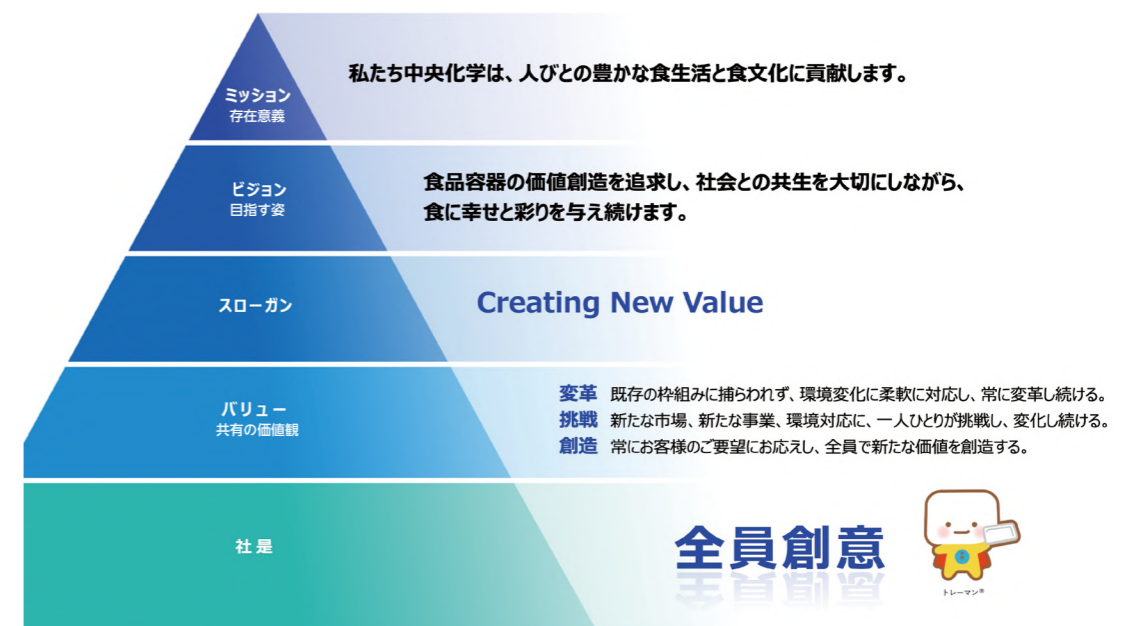 ミッション
存在意義
私たち中央化学は、人びとの豊かな食生活と食文化に貢献します。
ビジョン
目指す姿
食品容器の価値創造を追求し、社会との共生を大切にしながら、
食に幸せと彩りを与え続けます。
スローガン
Creating New Value
バリュー
共有の価値観
変革 既存の枠組みに捕らわれず、環境変化に柔軟に対応し、常に変革し続ける。
挑戦 新たな市場、新たな事業、環境対応に、一人ひとりが挑戦し、変化し続ける。
創造 常にお客様のご要望にお応えし、全員で新たな価値を創造する。
社是
全員創意
トレーマン®